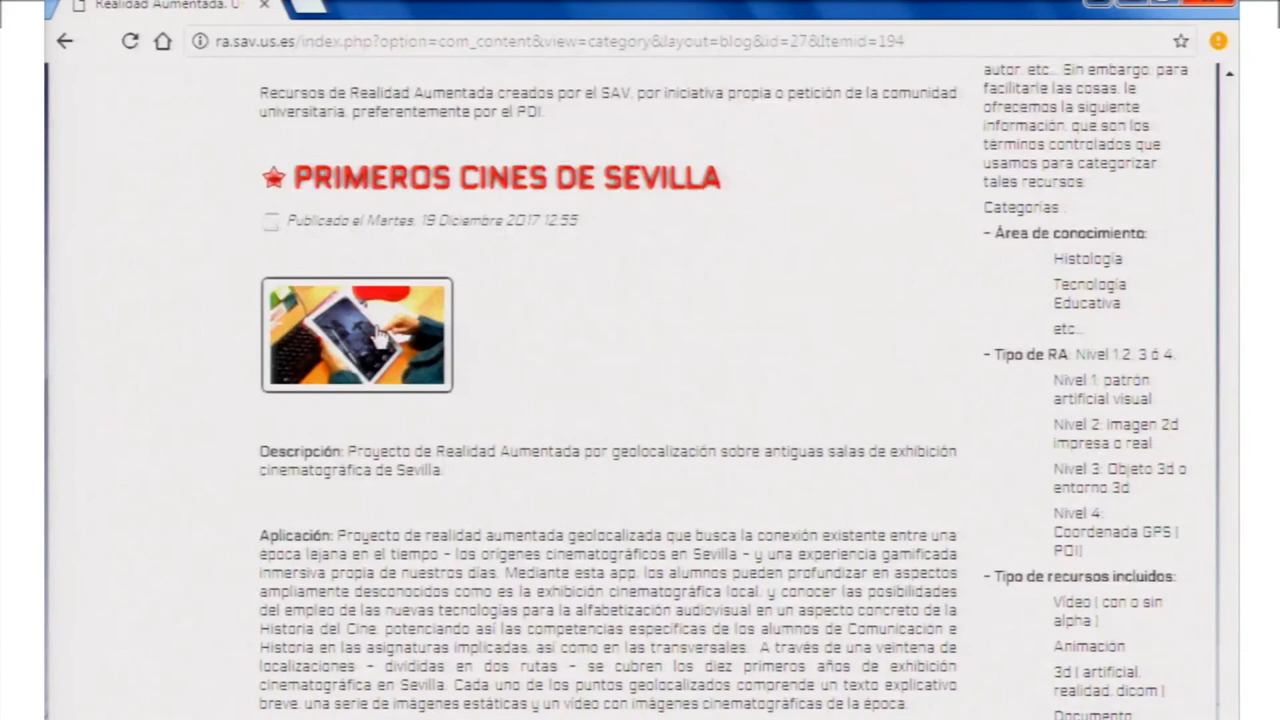 Realidad Aumentada. U
ra.sav.us.es/index.php?option=com_content&view=category&layout=blog&id=27&Itemid=194
Recursos de Realidad Aumentada creados por el SAV, por iniciativa propia o petición de la comunidad
universitaria, preferentemente por el PDI.
PRIMEROS CINES DE SEVILLA
Publicado el Martes, 19 Diciembre 2017 12:55
Descripción: Proyecto de Realidad Aumentada por geolocalización sobre antiguas salas de exhibición
cinematográfica de Sevilla.
Aplicación: Proyecto de realidad aumentada geolocalizada que busca la conexión existente entre una
época lejana en el tiempo - los orígenes cinematográficos en Sevilla - y una experiencia gamificada
inmersiva propia de nuestros días. Mediante esta app, los alumnos pueden profundizar en aspectos
ampliamente desconocidos como es la exhibición cinematográfica local, y conocer las posibilidades
del empleo de las nuevas tecnologías para la alfabetización audiovisual en un aspecto concreto de la
Historia del Cine, potenciando así las competencias específicas de los alumnos de Comunicación e
Historia en las asignaturas implicadas, así como en las transversales. A través de una veintena de
localizaciones - divididas en dos rutas - se cubren los diez primeros años de exhibición
cinematográfica en Sevilla. Cada uno de los puntos geolocalizados comprende un texto explicativo
breve, una serie de imágenes estáticas y un vídeo con imágenes cinematográficas de la época.
autor, etc... Sin embargo, para
facilitarle las cosas, le
ofrecemos la siguiente
información, que son los
términos controlados que
usamos para categorizar
tales recursos:
Categorías :
- Área de conocimiento:
Histología
Tecnología
Educativa
etc...
- Tipo de RA: Nivel 1,2, 3 ó 4.
Nivel 1: patrón
artificial visual
Nivel 2: imagen 2d
impresa o real
Nivel 3: Objeto 3d o
entorno 3d
Nivel 4:
Coordenada GPS (
POI)
- Tipo de recursos incluidos:
Vídeo ( con o sin
alpha )
Animación
3d ( artificial,
realidad, dicom )
Documento